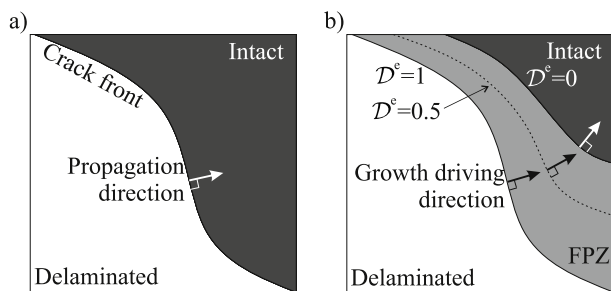 a)
Intact
Crack front
Propagation
direction
Delaminated
b)
Intact
𝒟ᵉ=1
𝒟ᵉ=0
𝒟ᵉ=0.5
Growth driving
direction
FPZ
Delaminated